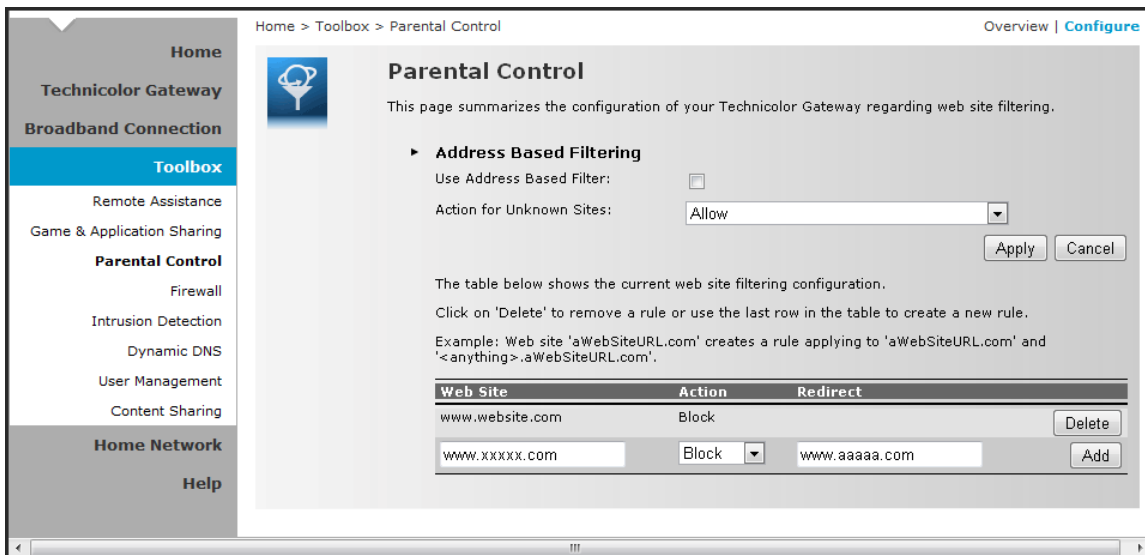 Home > Toolbox > Parental Control
Overview | Configure
Home
Technicolor Gateway
Broadband Connection
Toolbox
Remote Assistance
Game & Application Sharing
Parental Control
Firewall
Intrusion Detection
Dynamic DNS
User Management
Content Sharing
Home Network
Help
Parental Control
This page summarizes the configuration of your Technicolor Gateway regarding web site filtering.
Address Based Filtering
Use Address Based Filter:
Action for Unknown Sites:
Allow
Apply
Cancel
The table below shows the current web site filtering configuration.
Click on 'Delete' to remove a rule or use the last row in the table to create a new rule.
Example: Web site 'aWebSiteURL.com' creates a rule applying to 'aWebSiteURL.com' and
'<anything>.aWebSiteURL.com'.
Web Site Action Redirect
www.website.com Block Delete
www.xxxxx.com Block www.aaaaa.com Add